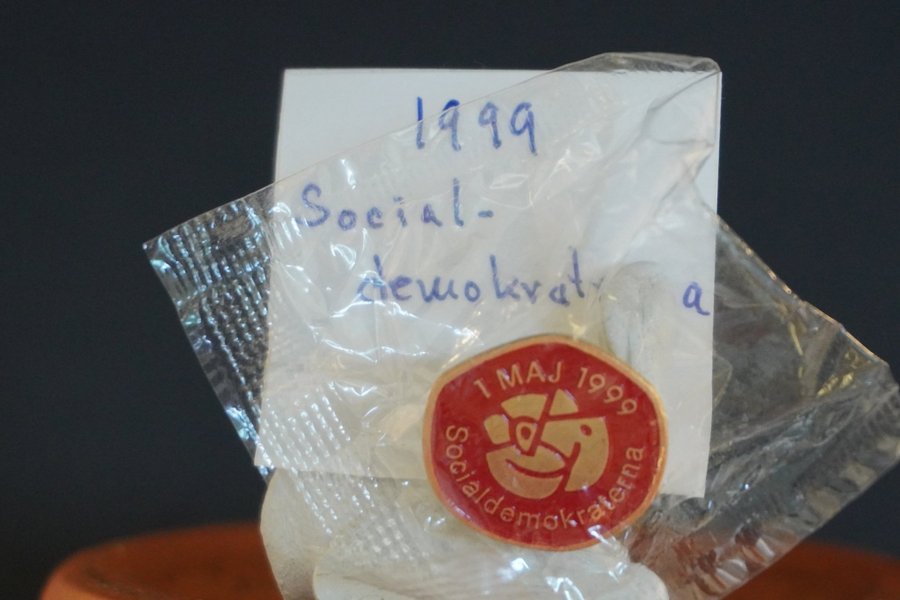 1999
Social-
demokrat a
1 MAJ 1999
Socialdemokraterna